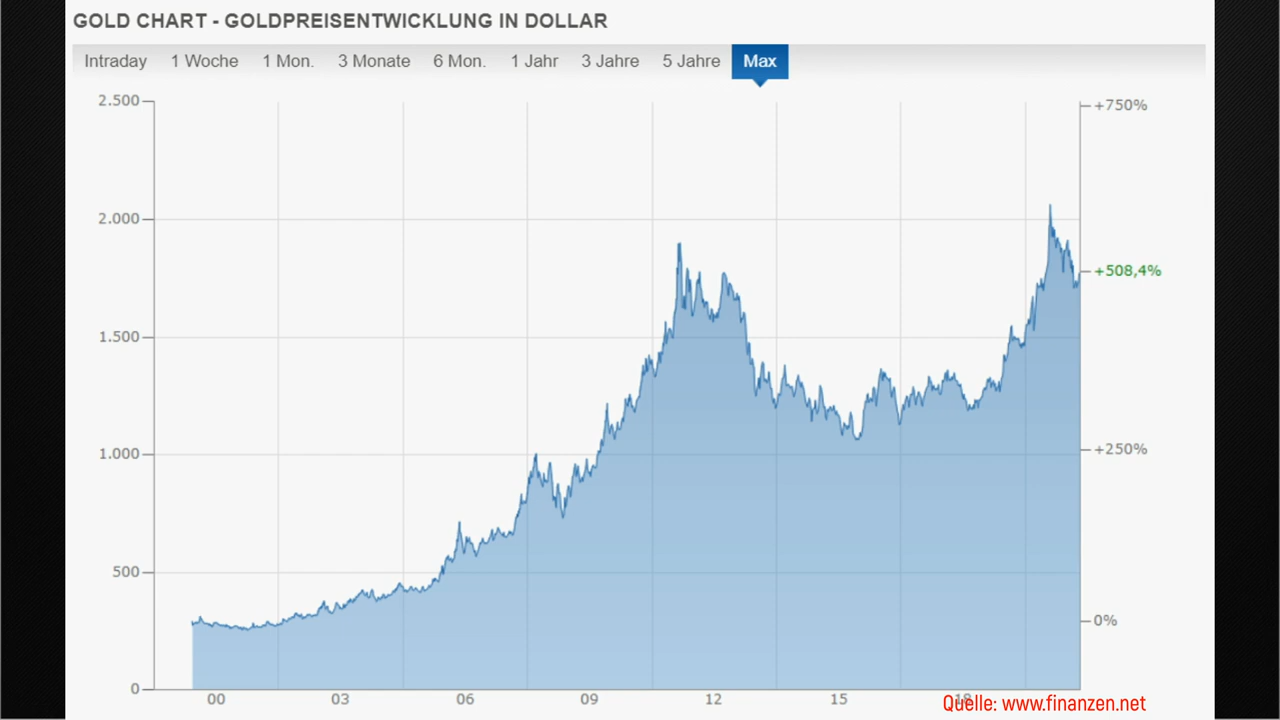 GOLD CHART - GOLDPREISENTWICKLUNG IN DOLLAR
Intraday 1 Woche 1 Mon. 3 Monate 6 Mon. 1 Jahr 3 Jahre 5 Jahre Max
2.500 +750%
2.000
+508,4%
1.500
1.000 +250%
500
0%
0
00 03 06 09 12 15 18
Quelle: www.finanzen.net